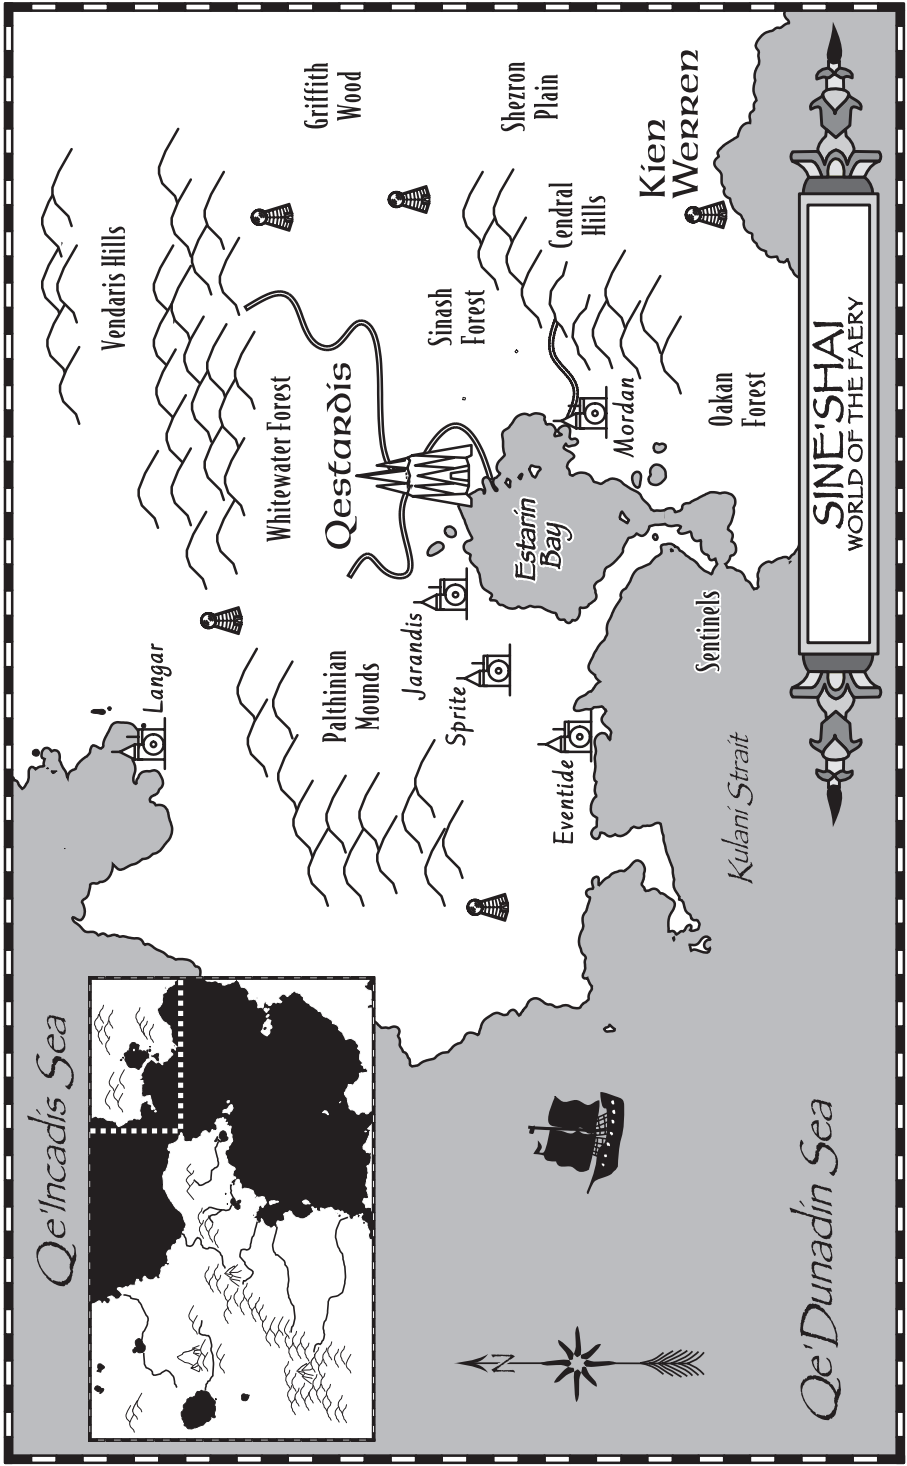 Qe'Incadis Sea
Langar
Vendaris Hills
Whitewater Forest
Griffith
Wood
Qestardis
Palthinian
Mounds
Jarandis
Sprite
Sinash
Forest
Shezron
Plain
Estarin
Bay
Cendral
Hills
Eventide
Mordan
Kien
Werren
Sentinels
Oakan
Forest
Kulani Strait
N
Qe'Dunadin Sea
SINE'SHAI
WORLD OF THE FAERY